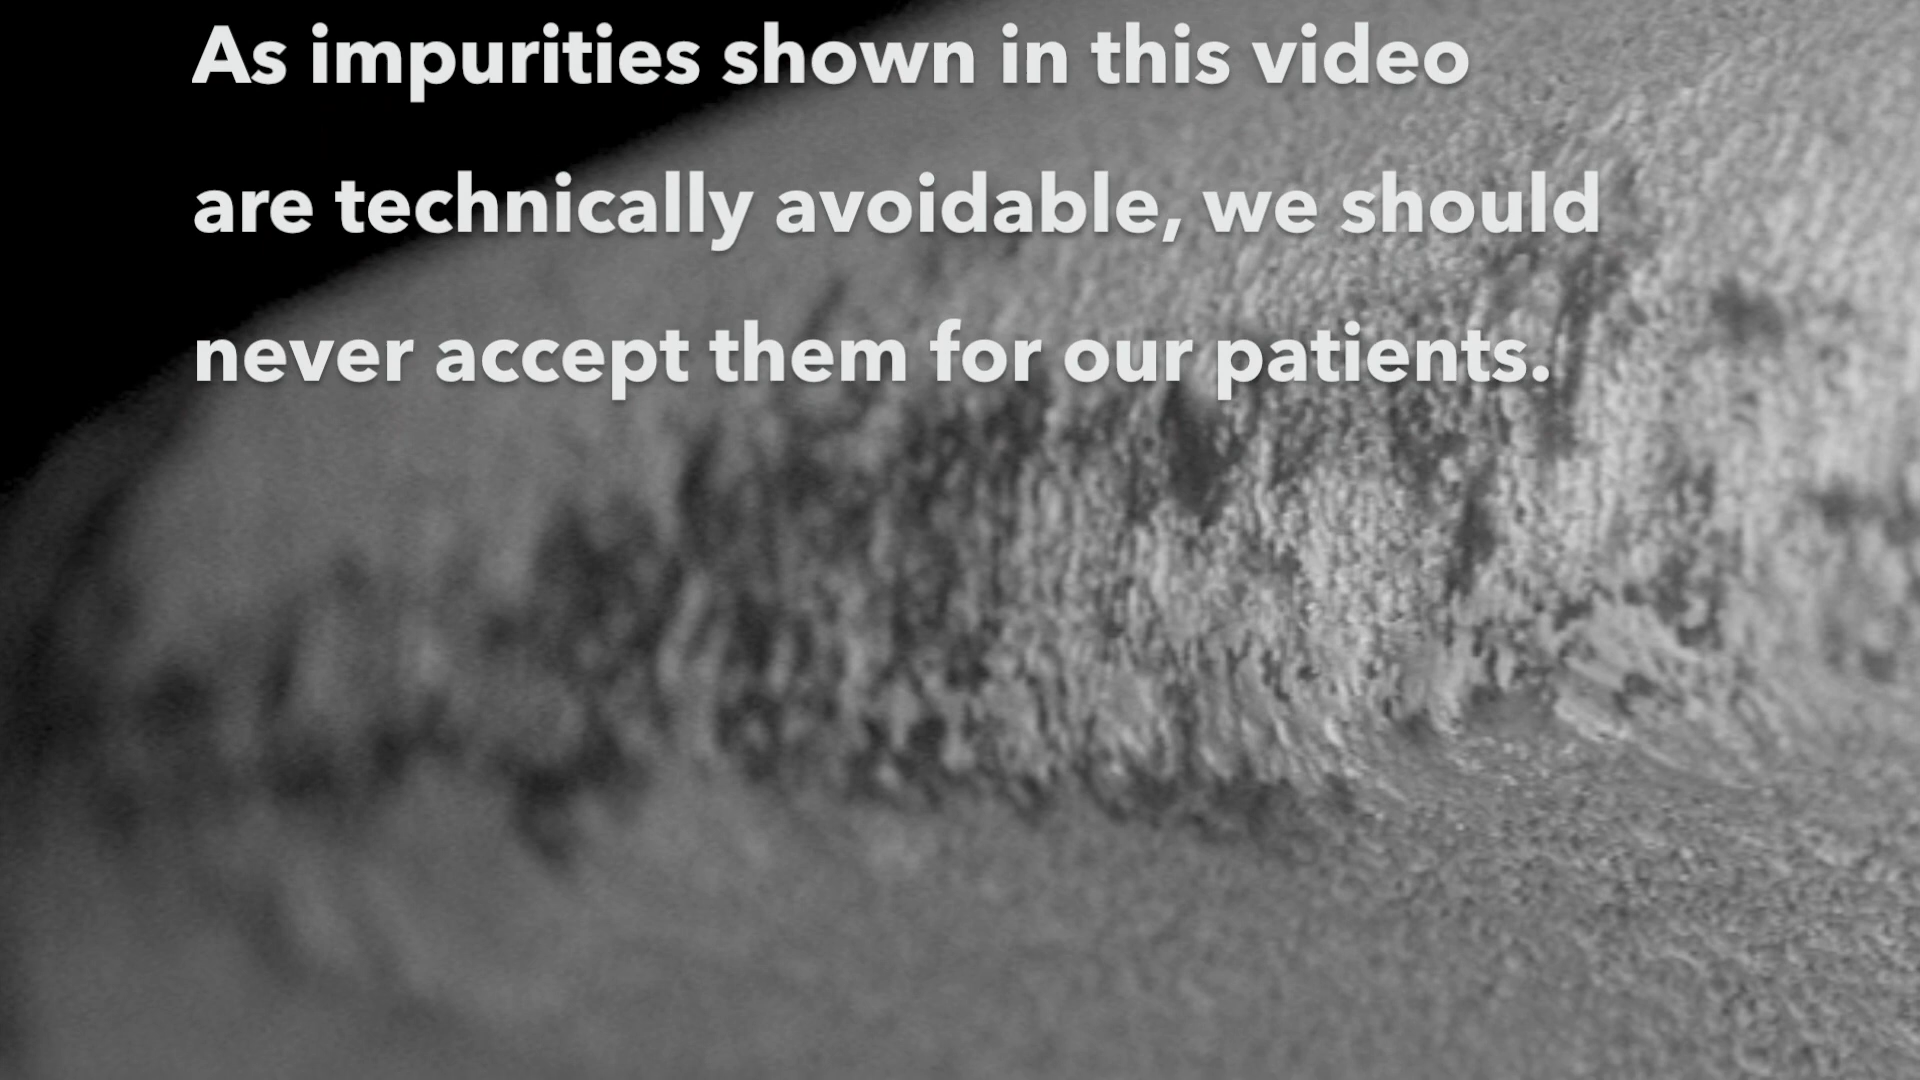 As impurities shown in this video
are technically avoidable, we should
never accept them for our patients.